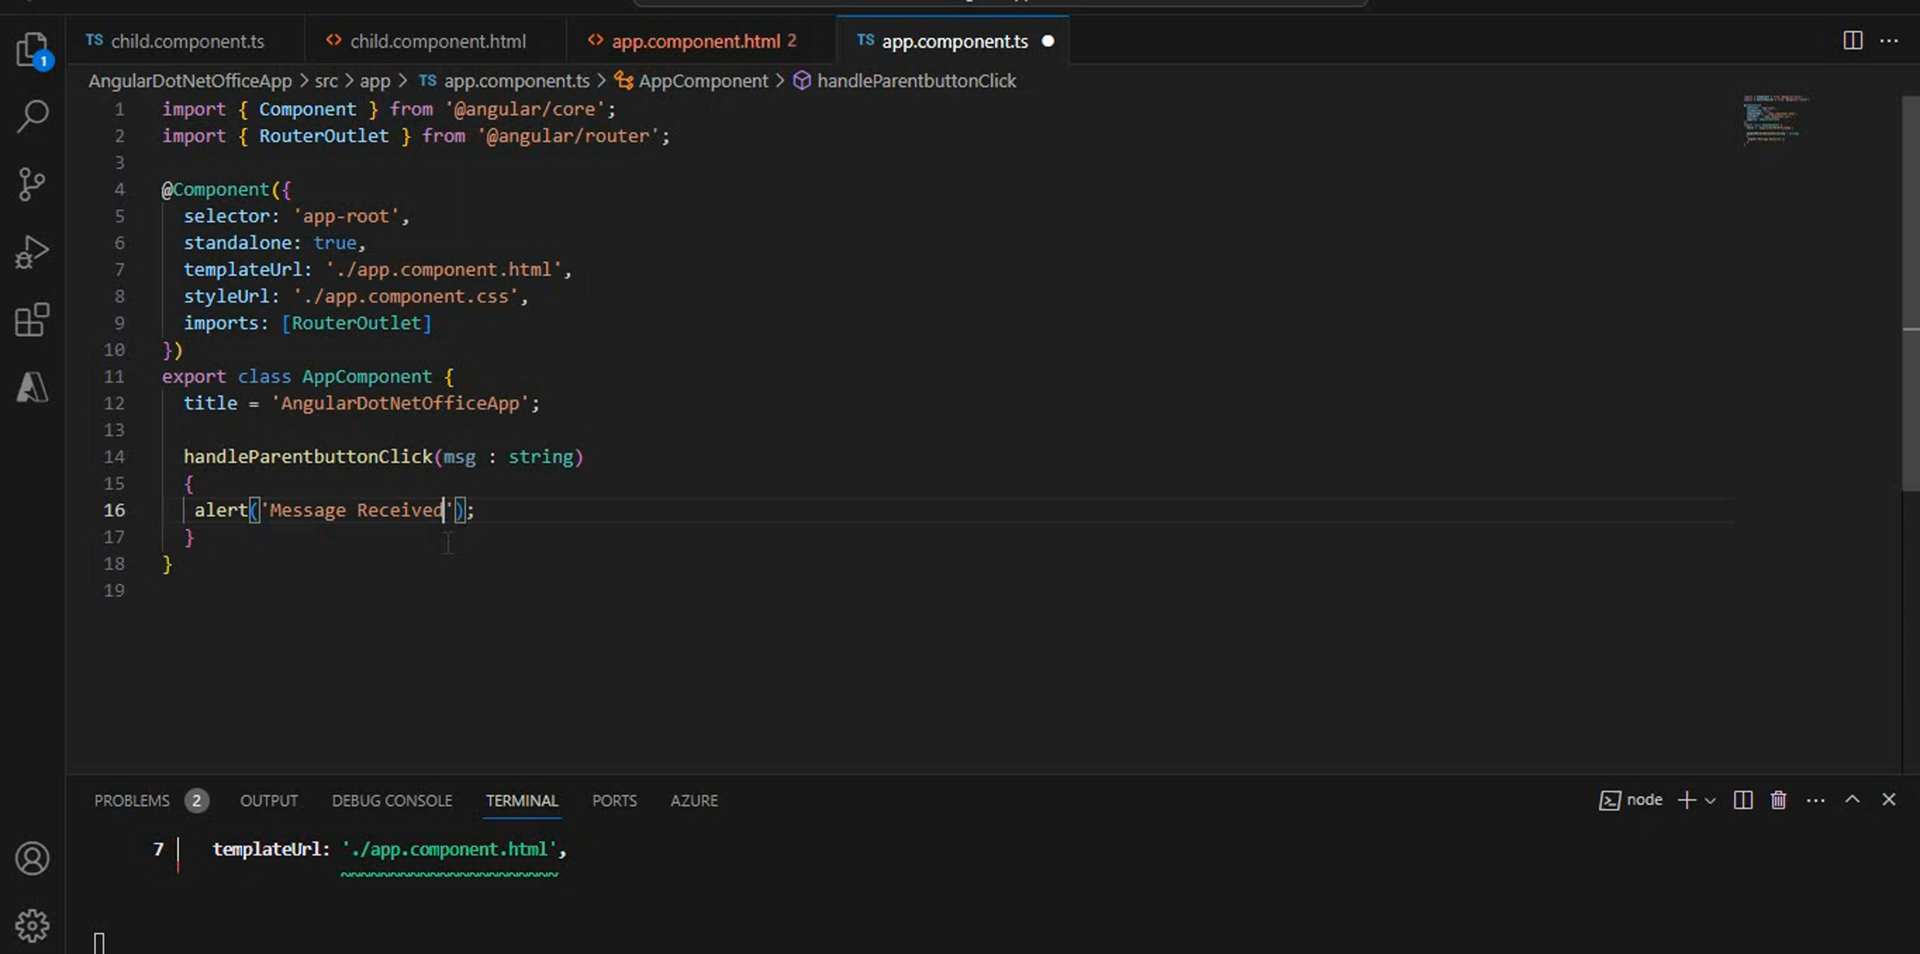 TS child.component.ts <> child.component.html <> app.component.html 2 TS app.component.ts
1
AngularDotNetOfficeApp > src > app > TS app.component.ts > AppComponent > handleParentbuttonClick
1 import { Component } from '@angular/core';
2 import { RouterOutlet } from '@angular/router';
3
4 @Component({
5 selector: 'app-root',
6 standalone: true,
7 templateUrl: './app.component.html',
8 styleUrl: './app.component.css',
9 imports: [RouterOutlet]
10 })
11 export class AppComponent {
12 title = 'AngularDotNetOfficeApp';
13
14 handleParentbuttonClick(msg : string)
15 {
16 alert('Message Received');
17 }
18 }
19
PROBLEMS 2 OUTPUT DEBUG CONSOLE TERMINAL PORTS AZURE node
7 templateUrl: './app.component.html',